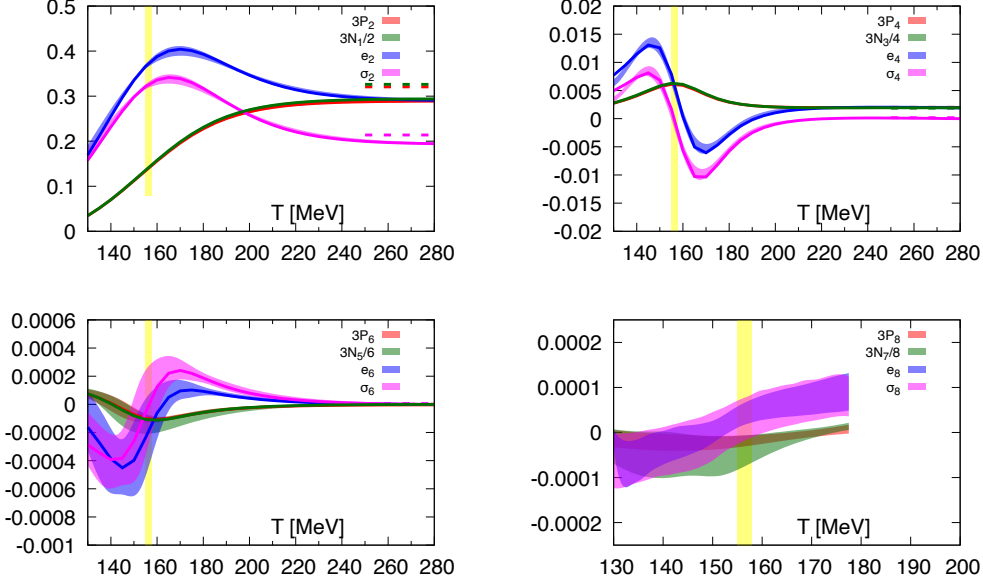 0.5
0.4
0.3
0.2
0.1
0
3P₂
3N₁/2
e₂
σ₂
T [MeV]
140 160 180 200 220 240 260 280
0.02
0.015
0.01
0.005
0
-0.005
-0.01
-0.015
-0.02
3P₄
3N₃/4
e₄
σ₄
T [MeV]
140 160 180 200 220 240 260 280
0.0006
0.0004
0.0002
0
-0.0002
-0.0004
-0.0006
-0.0008
-0.001
3P₆
3N₅/6
e₆
σ₆
T [MeV]
140 160 180 200 220 240 260 280
0.0002
0.0001
0
-0.0001
-0.0002
3P₈
3N₇/8
e₈
σ₈
T [MeV]
130 140 150 160 170 180 190 200